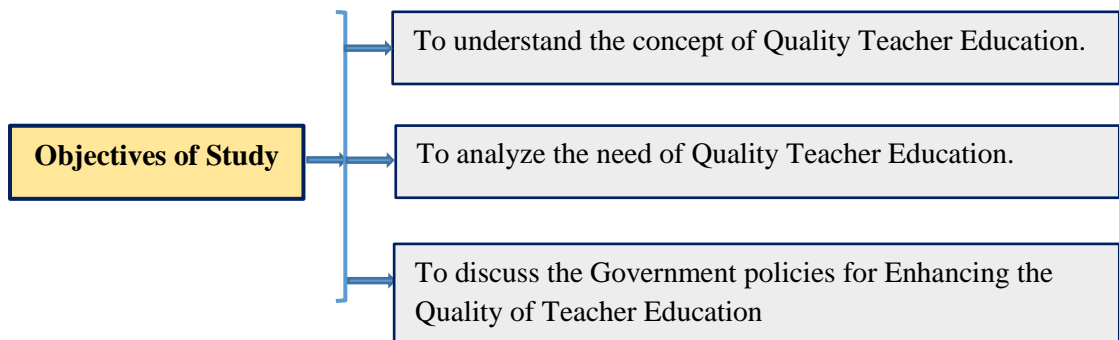 Objectives of Study
To understand the concept of Quality Teacher Education.
To analyze the need of Quality Teacher Education.
To discuss the Government policies for Enhancing the
Quality of Teacher Education